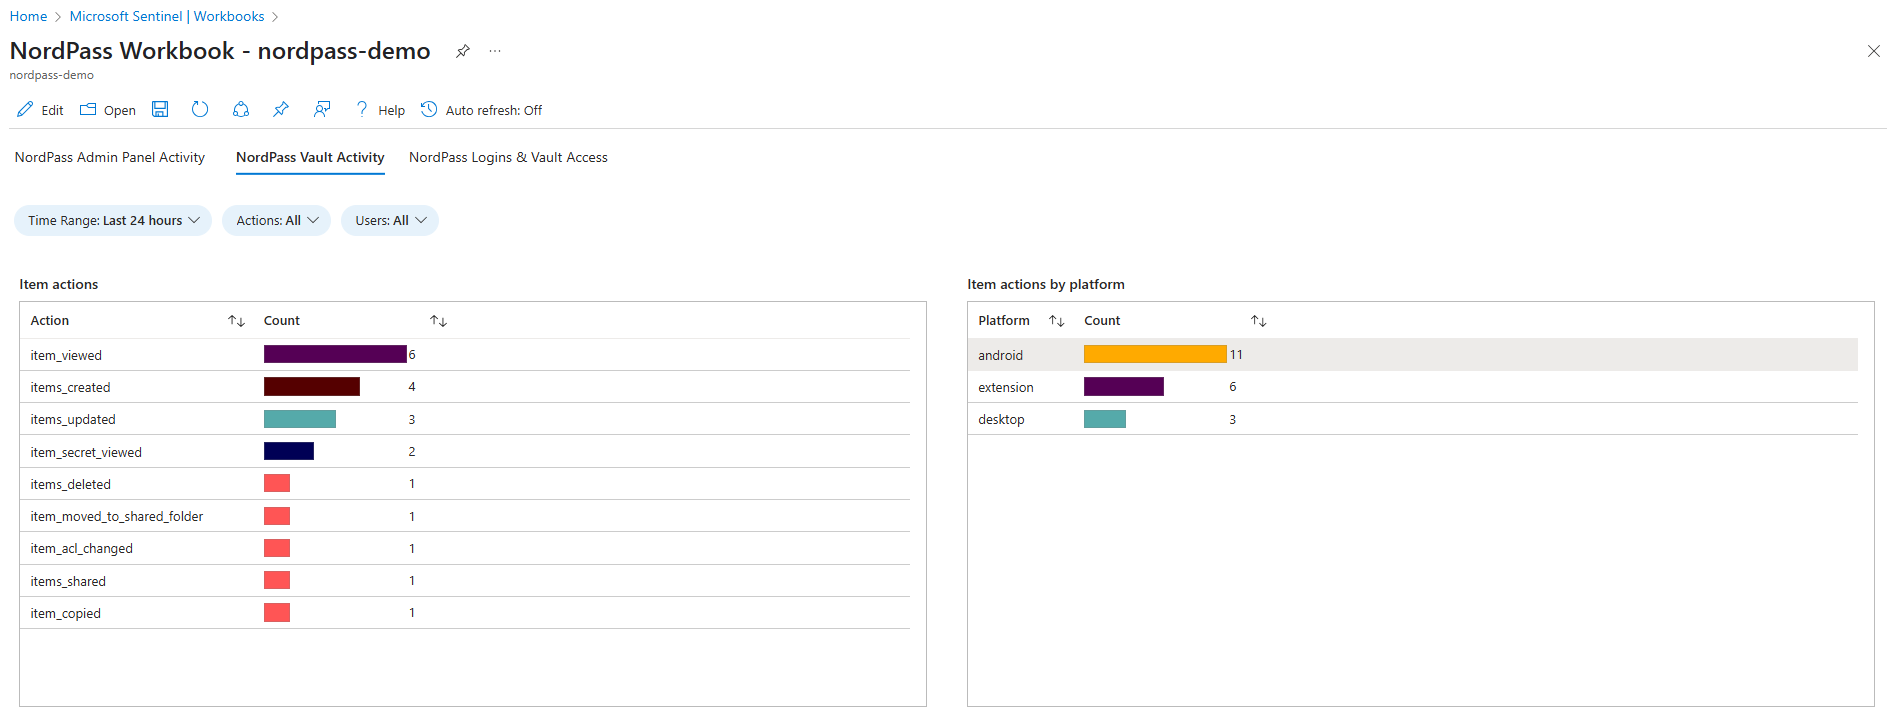 Home > Microsoft Sentinel | Workbooks >
NordPass Workbook - nordpass-demo ...
nordpass-demo
Edit Open ? Help Auto refresh: Off
NordPass Admin Panel Activity NordPass Vault Activity NordPass Logins & Vault Access
Time Range: Last 24 hours Actions: All Users: All
Item actions
Action Count
item_viewed 6
items_created 4
items_updated 3
item_secret_viewed 2
items_deleted 1
item_moved_to_shared_folder 1
item_acl_changed 1
items_shared 1
item_copied 1
Item actions by platform
Platform Count
android 11
extension 6
desktop 3